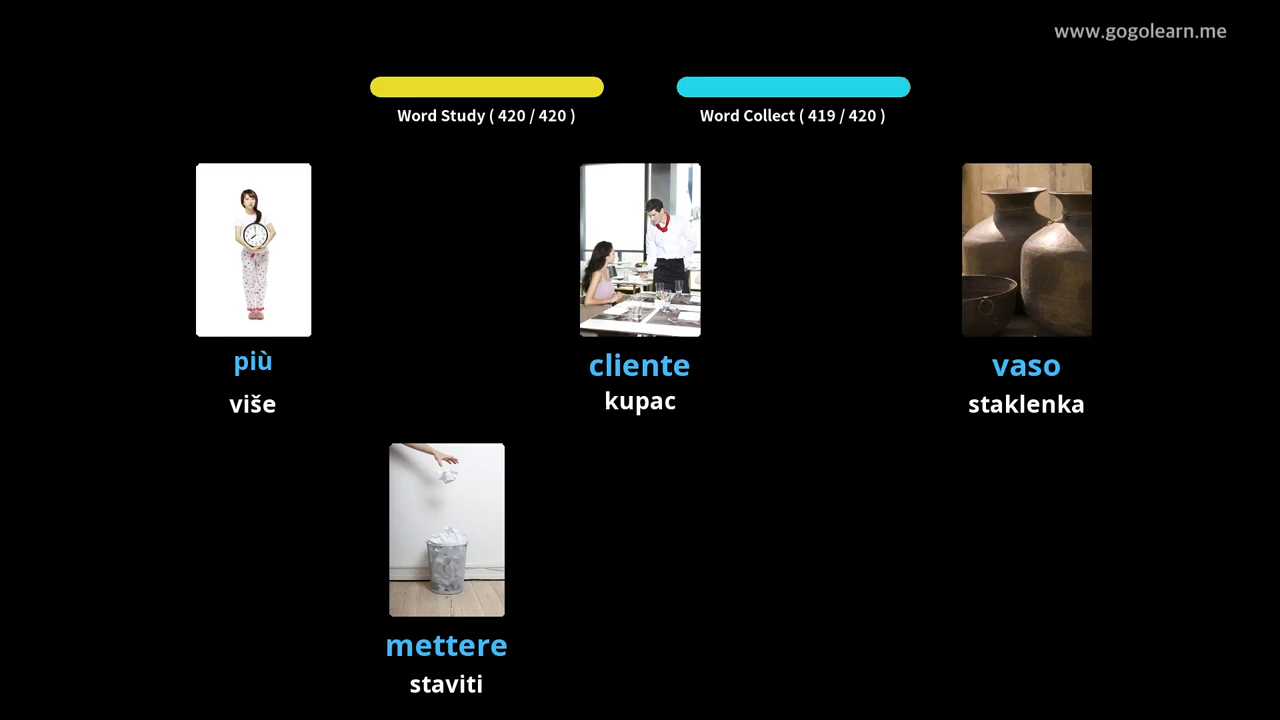 www.gogolearn.me
Word Study ( 420 / 420 )
Word Collect ( 419 / 420 )
più
više
cliente
kupac
vaso
staklenka
mettere
staviti